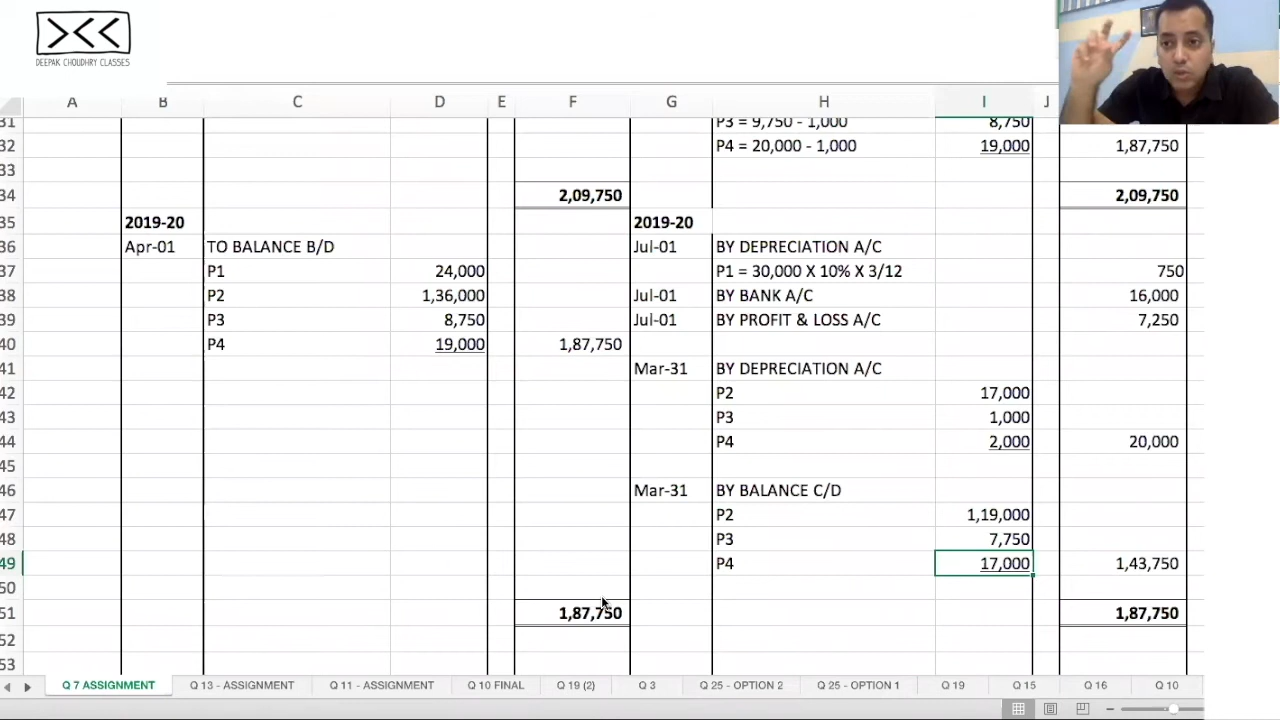 DEEPAK CHOUDHRY CLASSES
A B C D E F G H I J
31 P3 = 9,750 - 1,000 8,750
32 P4 = 20,000 - 1,000 19,000 1,87,750
33
34 2,09,750 2,09,750
35 2019-20 2019-20
36 Apr-01 TO BALANCE B/D Jul-01 BY DEPRECIATION A/C
37 P1 24,000 P1 = 30,000 X 10% X 3/12 750
38 P2 1,36,000 Jul-01 BY BANK A/C 16,000
39 P3 8,750 Jul-01 BY PROFIT & LOSS A/C 7,250
40 P4 19,000 1,87,750
41 Mar-31 BY DEPRECIATION A/C
42 P2 17,000
43 P3 1,000
44 P4 2,000 20,000
45
46 Mar-31 BY BALANCE C/D
47 P2 1,19,000
48 P3 7,750
49 P4 17,000 1,43,750
50
51 1,87,750 1,87,750
52
53
Q 7 ASSIGNMENT Q 13 - ASSIGNMENT Q 11 - ASSIGNMENT Q 10 FINAL Q 19 (2) Q 3 Q 25 - OPTION 2 Q 25 - OPTION 1 Q 19 Q 15 Q 16 Q 10